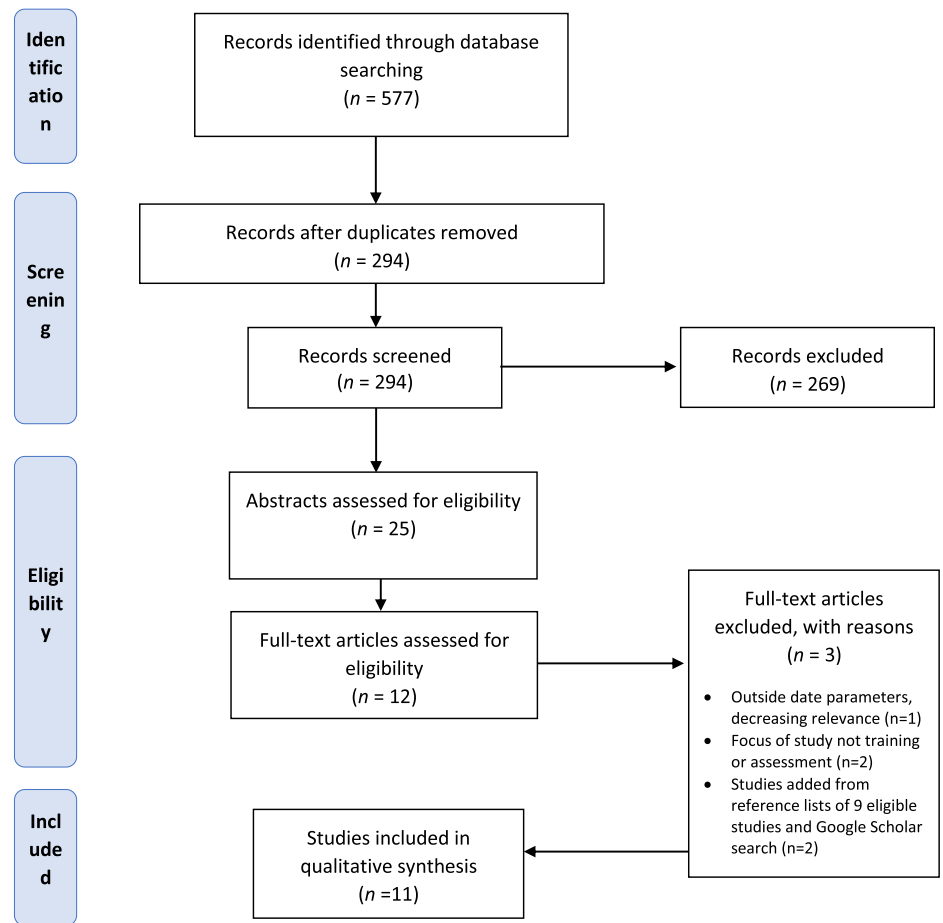 Iden
tific
atio
n
Records identified through database
searching
(n = 577)
Records after duplicates removed
(n = 294)
Scre
enin
g
Records screened
(n = 294)
Records excluded
(n = 269)
Abstracts assessed for eligibility
(n = 25)
Eligi
bilit
y
Full-text articles assessed for
eligibility
(n = 12)
Full-text articles
excluded, with reasons
(n = 3)
• Outside date parameters,
decreasing relevance (n=1)
• Focus of study not training
or assessment (n=2)
• Studies added from
reference lists of 9 eligible
studies and Google Scholar
search (n=2)
Incl
ude
d
Studies included in
qualitative synthesis
(n =11)